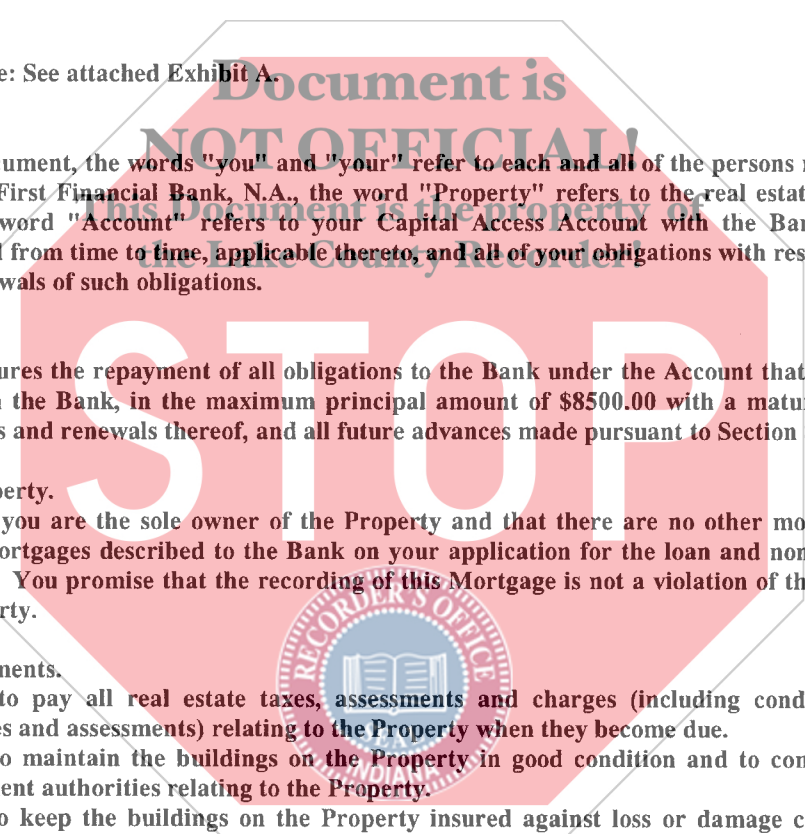 e: See attached Exhibit A.
Document is
NOT OFFICIAL!
This Document is the property of
the Lake County Recorder!
cument, the words "you" and "your" refer to each and all of the persons
First Financial Bank, N.A., the word "Property" refers to the real estat
word "Account" refers to your Capital Access Account with the Ban
from time to time, applicable thereto, and all of your obligations with res
wals of such obligations.
STOP
ures the repayment of all obligations to the Bank under the Account that
the Bank, in the maximum principal amount of $8500.00 with a matu
s and renewals thereof, and all future advances made pursuant to Section
perty.
you are the sole owner of the Property and that there are no other mo
ortgages described to the Bank on your application for the loan and non
You promise that the recording of this Mortgage is not a violation of th
rty.
RECORDER'S OFFICE
INDIANA
ments.
to pay all real estate taxes, assessments and charges (including cond
es and assessments) relating to the Property when they become due.
o maintain the buildings on the Property in good condition and to con
ent authorities relating to the Property.
o keep the buildings on the Property insured against loss or damage c